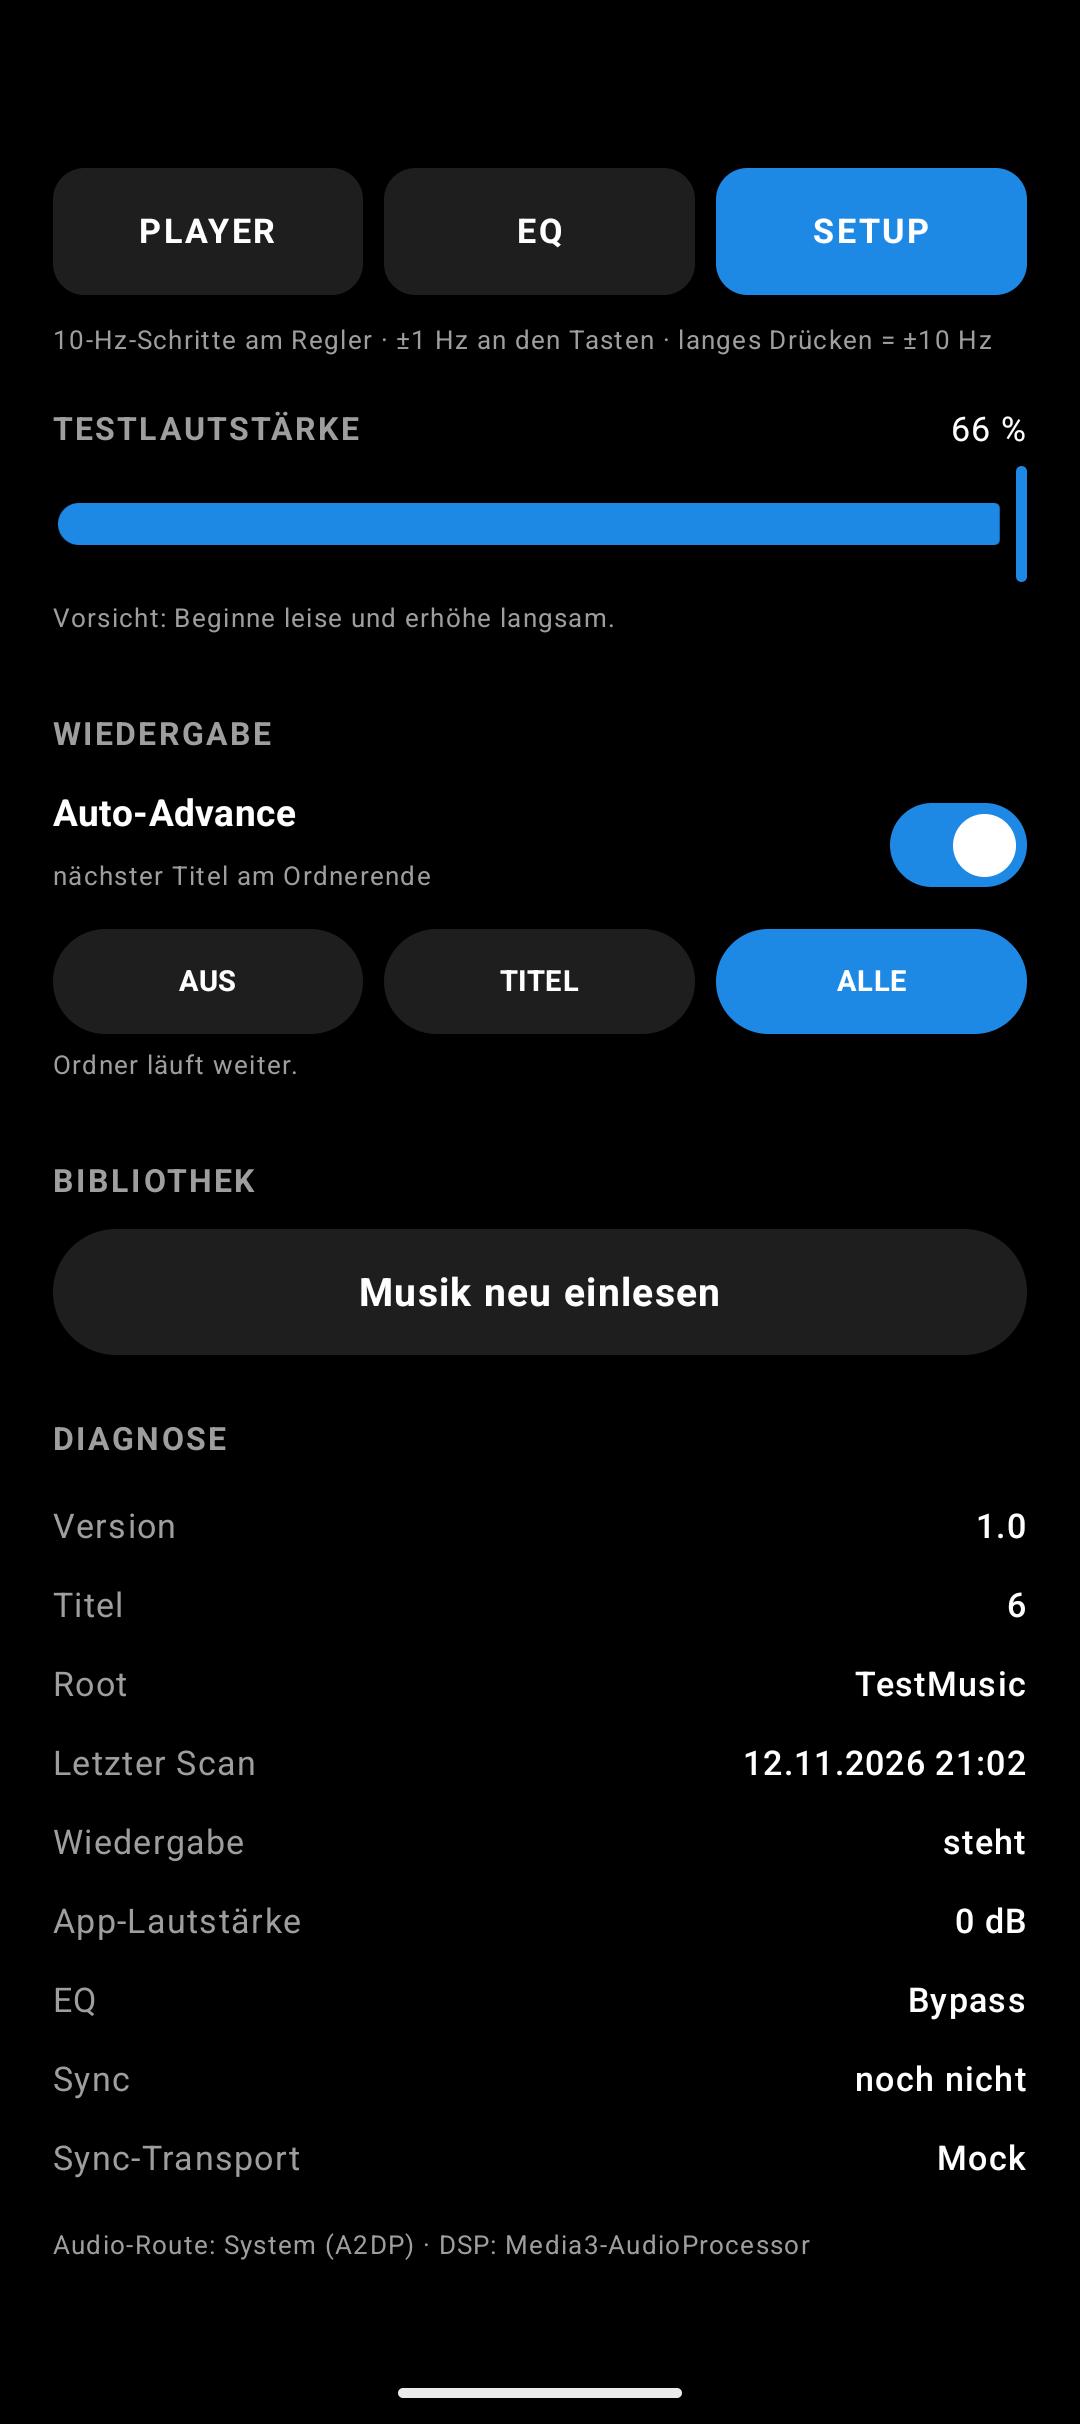 PLAYER EQ SETUP
10-Hz-Schritte am Regler · ±1 Hz an den Tasten · langes Drücken = ±10 Hz
TESTLAUTSTÄRKE 66 %
Vorsicht: Beginne leise und erhöhe langsam.
WIEDERGABE
Auto-Advance
nächster Titel am Ordnerende
AUS TITEL ALLE
Ordner läuft weiter.
BIBLIOTHEK
Musik neu einlesen
DIAGNOSE
Version 1.0
Titel 6
Root TestMusic
Letzter Scan 12.11.2026 21:02
Wiedergabe steht
App-Lautstärke 0 dB
EQ Bypass
Sync noch nicht
Sync-Transport Mock
Audio-Route: System (A2DP) · DSP: Media3-AudioProcessor